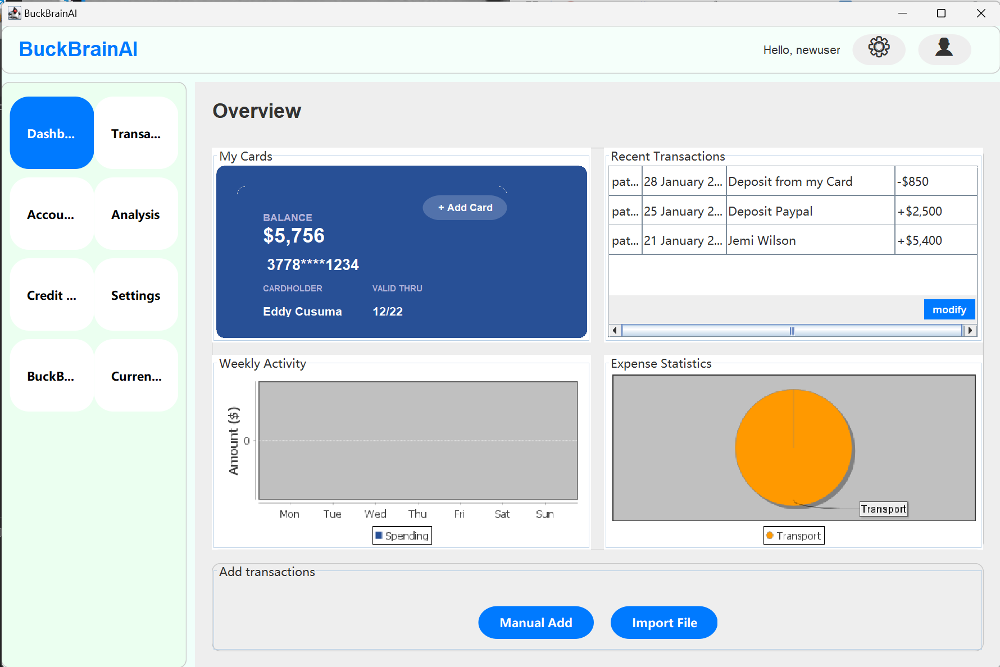 BuckBrainAI
BuckBrainAI
Hello, newuser
Dashb...
Transa...
Accou...
Analysis
Credit ...
Settings
BuckB...
Curren...
Overview
My Cards
+ Add Card
BALANCE
$5,756
3778****1234
CARDHOLDER VALID THRU
Eddy Cusuma 12/22
Recent Transactions
pat... 28 January 2... Deposit from my Card -$850
pat... 25 January 2... Deposit Paypal +$2,500
pat... 21 January 2... Jemi Wilson +$5,400
modify
Weekly Activity
Amount ($)
0
Mon Tue Wed Thu Fri Sat Sun
Spending
Expense Statistics
Transport
Transport
Add transactions
Manual Add
Import File